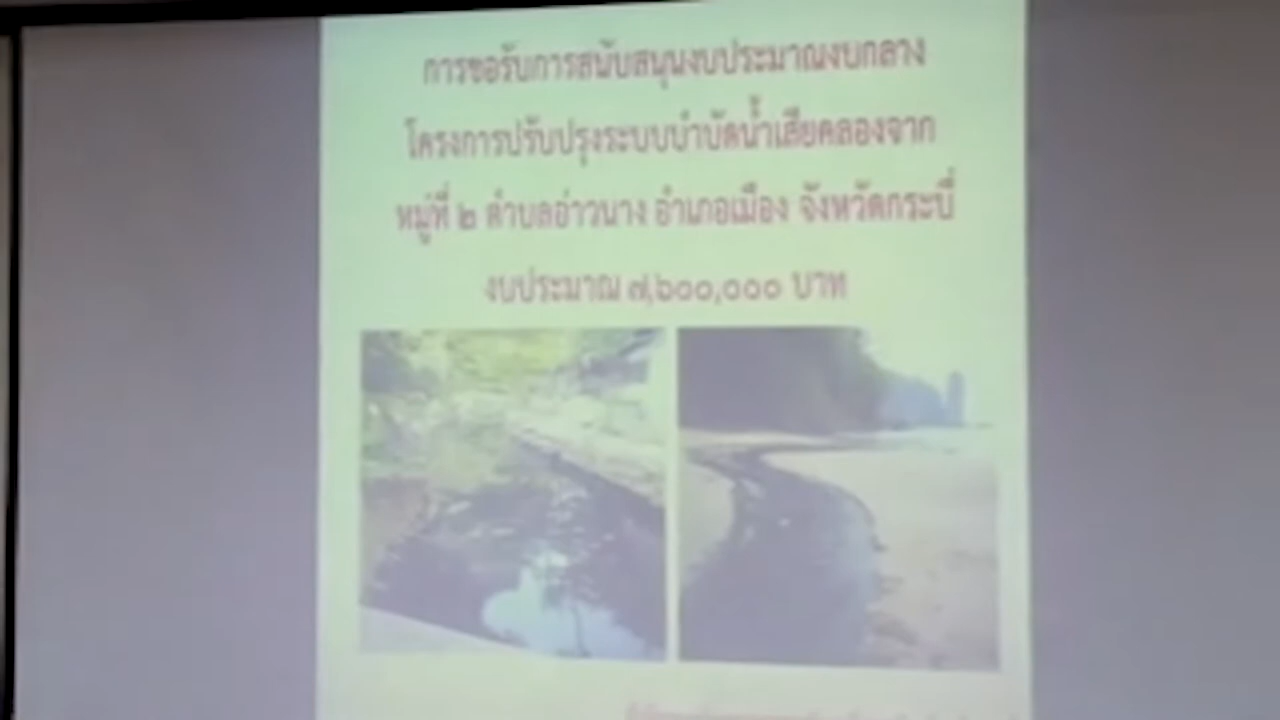 การขอรับการสนับสนุนงบประมาณงบกลาง
โครงการปรับปรุงระบบบำบัดน้ำเสียคลองจาก
หมู่ที่ ๒ ตำบลอ่าวนาง อำเภอเมือง จังหวัดกระบี่
งบประมาณ ๗,๖๐๐,๐๐๐ บาท